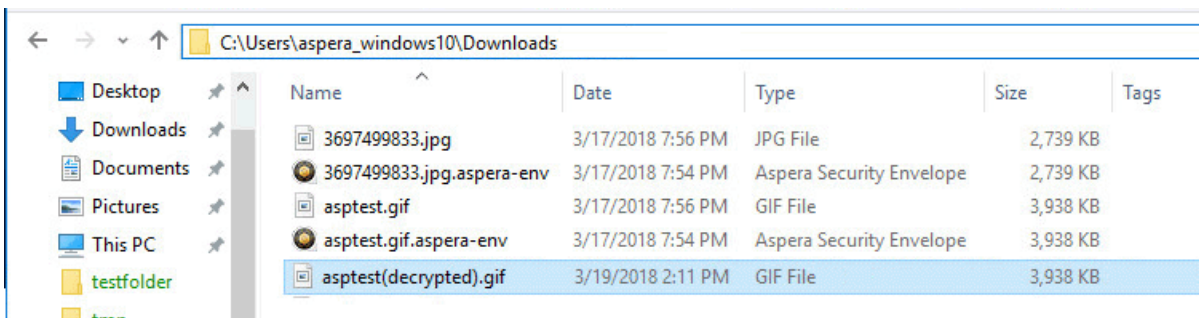 C:\Users\aspera_windows10\Downloads
Desktop
Downloads
Documents
Pictures
This PC
testfolder
Name Date Type Size Tags
3697499833.jpg 3/17/2018 7:56 PM JPG File 2,739 KB
3697499833.jpg.aspera-env 3/17/2018 7:54 PM Aspera Security Envelope 2,739 KB
asptest.gif 3/17/2018 7:56 PM GIF File 3,938 KB
asptest.gif.aspera-env 3/17/2018 7:54 PM Aspera Security Envelope 3,938 KB
asptest(decrypted).gif 3/19/2018 2:11 PM GIF File 3,938 KB